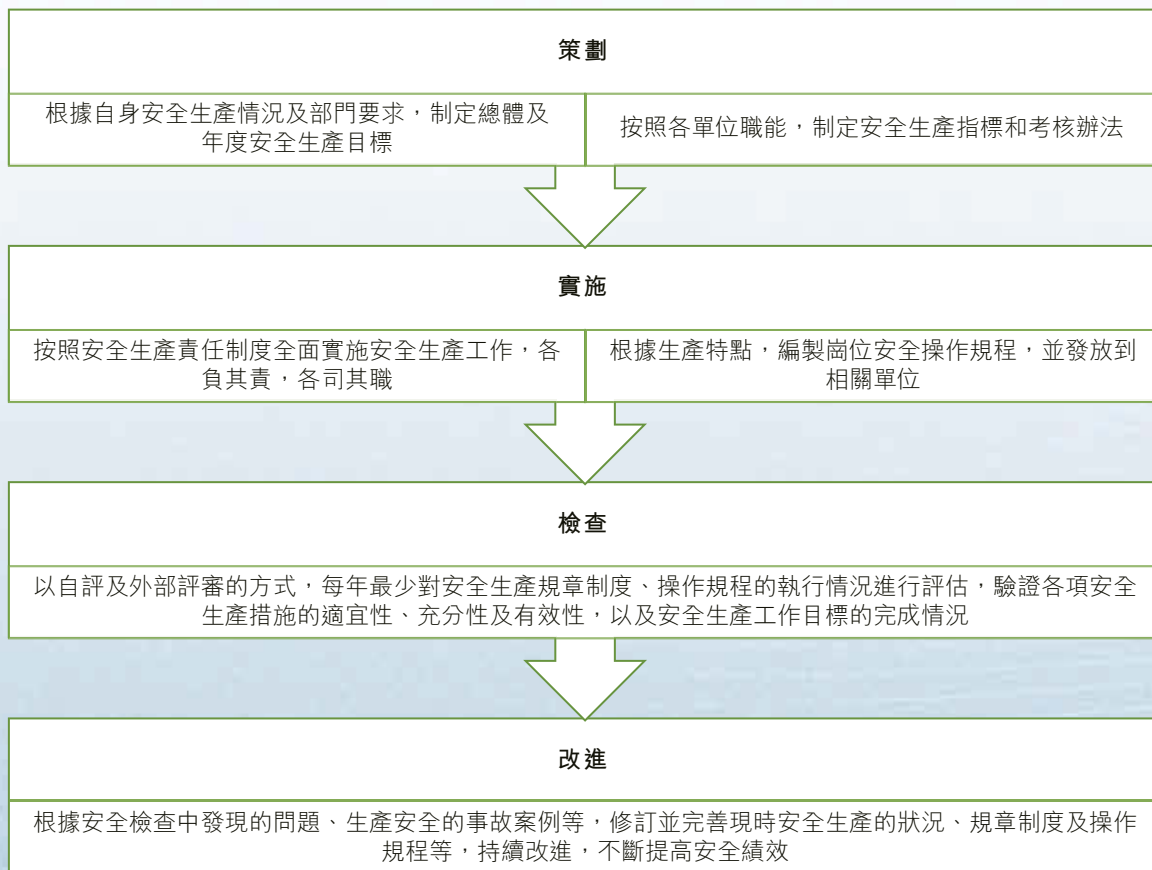 策劃
根據自身安全生產情況及部門要求，制定總體及
年度安全生產目標
按照各單位職能，制定安全生產指標和考核辦法
實施
按照安全生產責任制度全面實施安全生產工作，各
負其責，各司其職
根據生產特點，編製崗位安全操作規程，並發放到
相關單位
檢查
以自評及外部評審的方式，每年最少對安全生產規章制度、操作規程的執行情況進行評估，驗證各項安全
生產措施的適宜性、充分性及有效性，以及安全生產工作目標的完成情況
改進
根據安全檢查中發現的問題、生產安全的事故案例等，修訂並完善現時安全生產的狀況、規章制度及操作
規程等，持續改進，不斷提高安全績效